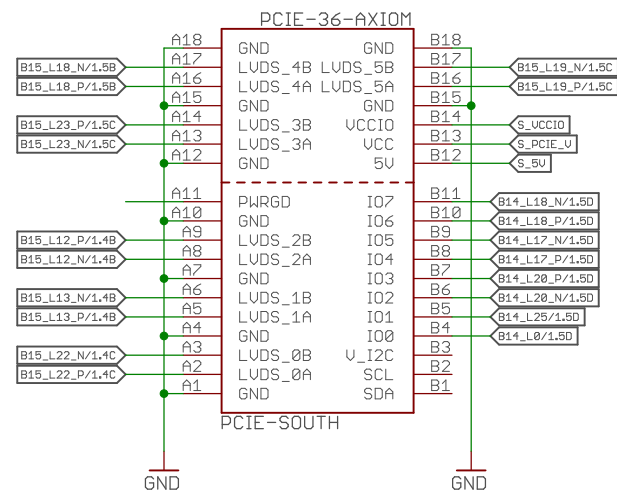 PCIE-36-AXIOM
A18 GND GND B18
B15_L18_N/1.5B A17 LVDS_4B LVDS_5B B17 B15_L19_N/1.5C
B15_L18_P/1.5B A16 LVDS_4A LVDS_5A B16 B15_L19_P/1.5C
A15 GND GND B15
B15_L23_P/1.5C A14 LVDS_3B VCCIO B14 S_VCCIO
B15_L23_N/1.5C A13 LVDS_3A VCC B13 S_PCIE_V
A12 GND 5V B12 S_5V
A11 PWRGD IO7 B11 B14_L18_N/1.5D
A10 GND IO6 B10 B14_L18_P/1.5D
B15_L12_P/1.4B A9 LVDS_2B IO5 B9 B14_L17_N/1.5D
B15_L12_N/1.4B A8 LVDS_2A IO4 B8 B14_L17_P/1.5D
A7 GND IO3 B7 B14_L20_P/1.5D
B15_L13_N/1.4B A6 LVDS_1B IO2 B6 B14_L20_N/1.5D
B15_L13_P/1.4B A5 LVDS_1A IO1 B5 B14_L25/1.5D
A4 GND IO0 B4 B14_L0/1.5D
B15_L22_N/1.4C A3 LVDS_0B V_I2C B3
B15_L22_P/1.4C A2 LVDS_0A SCL B2
A1 GND SDA B1
PCIE-SOUTH
GND GND